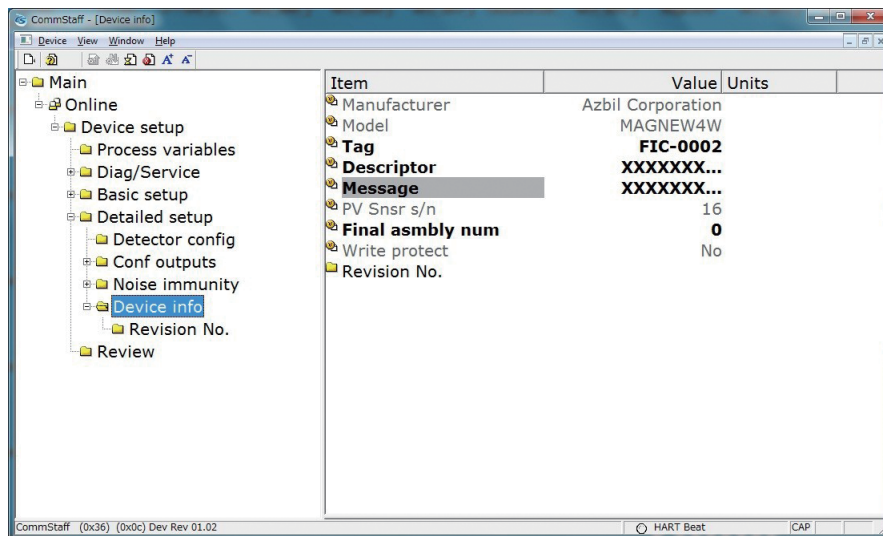 CommStaff - [Device info]
Device View Window Help
Main
Online
Device setup
Process variables
Diag/Service
Basic setup
Detailed setup
Detector config
Conf outputs
Noise immunity
Device info
Revision No.
Review
Item Value Units
Manufacturer Azbil Corporation
Model MAGNEW4W
Tag FIC-0002
Descriptor XXXXXXX...
Message XXXXXXX...
PV Snsr s/n 16
Final asmbly num 0
Write protect No
Revision No.
CommStaff (0x36) (0x0c) Dev Rev 01.02 HART Beat CAP